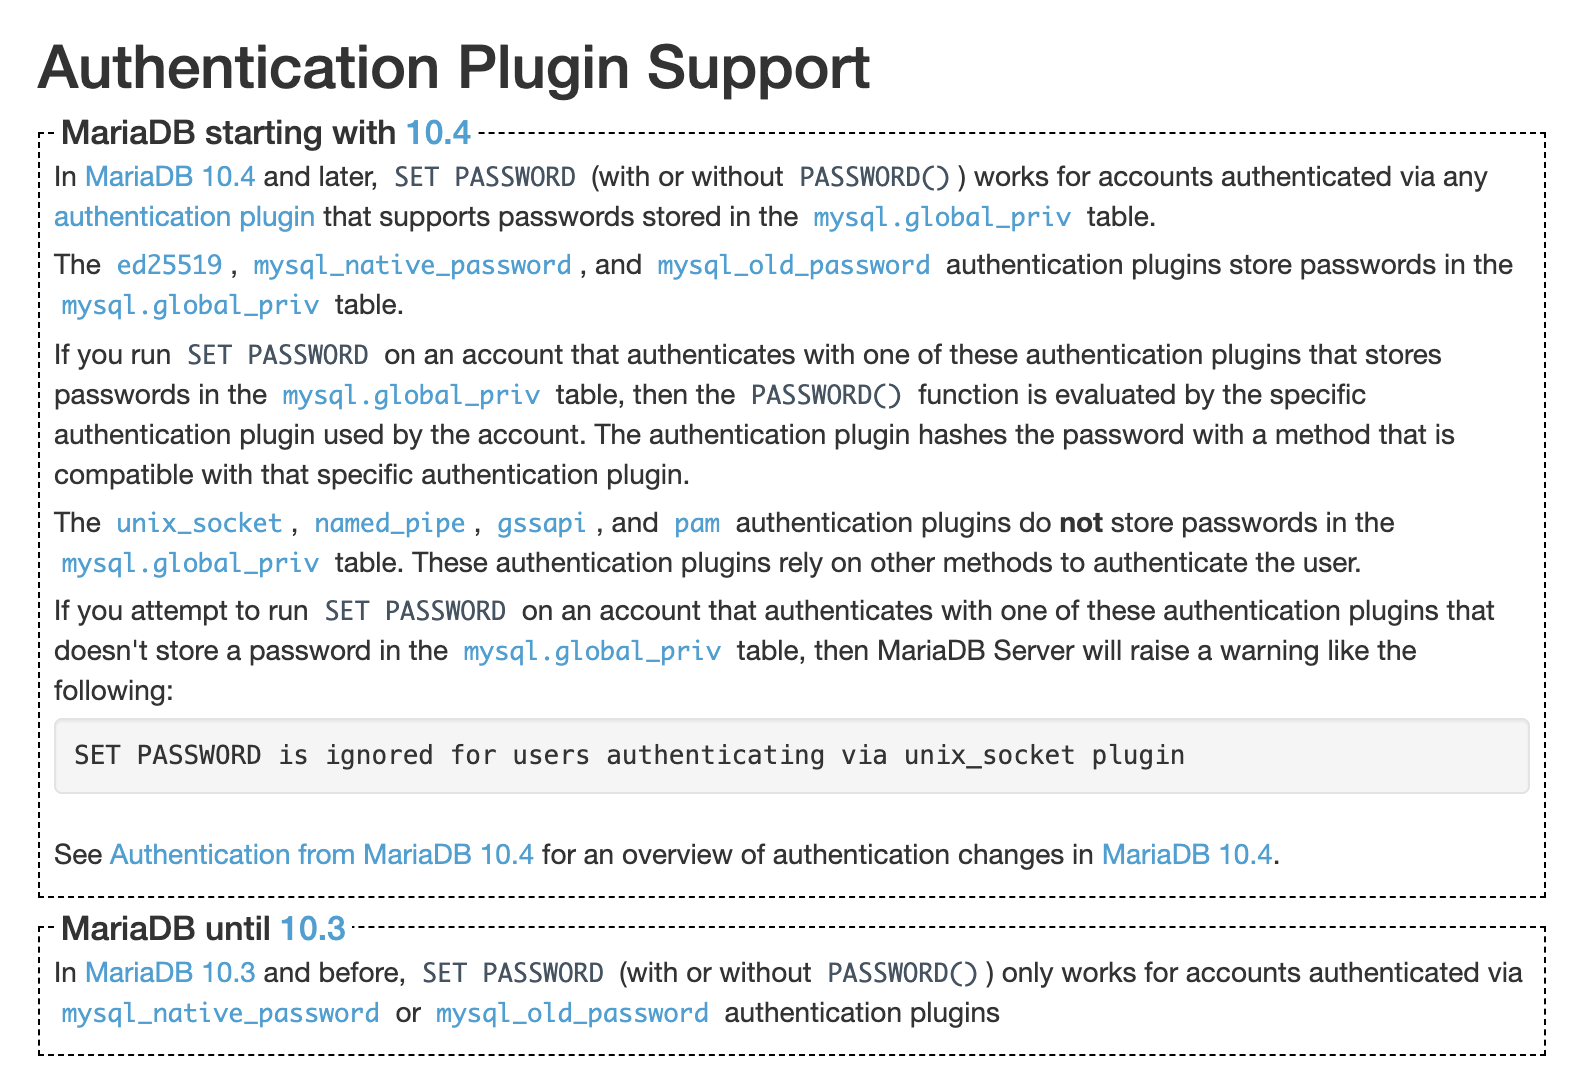 Authentication Plugin Support
MariaDB starting with 10.4
In MariaDB 10.4 and later, SET PASSWORD (with or without PASSWORD()) works for accounts authenticated via any
authentication plugin that supports passwords stored in the mysql.global_priv table.
The ed25519, mysql_native_password, and mysql_old_password authentication plugins store passwords in the
mysql.global_priv table.
If you run SET PASSWORD on an account that authenticates with one of these authentication plugins that stores
passwords in the mysql.global_priv table, then the PASSWORD() function is evaluated by the specific
authentication plugin used by the account. The authentication plugin hashes the password with a method that is
compatible with that specific authentication plugin.
The unix_socket, named_pipe, gssapi, and pam authentication plugins do not store passwords in the
mysql.global_priv table. These authentication plugins rely on other methods to authenticate the user.
If you attempt to run SET PASSWORD on an account that authenticates with one of these authentication plugins that
doesn't store a password in the mysql.global_priv table, then MariaDB Server will raise a warning like the
following:
SET PASSWORD is ignored for users authenticating via unix_socket plugin
See Authentication from MariaDB 10.4 for an overview of authentication changes in MariaDB 10.4.
MariaDB until 10.3
In MariaDB 10.3 and before, SET PASSWORD (with or without PASSWORD()) only works for accounts authenticated via
mysql_native_password or mysql_old_password authentication plugins